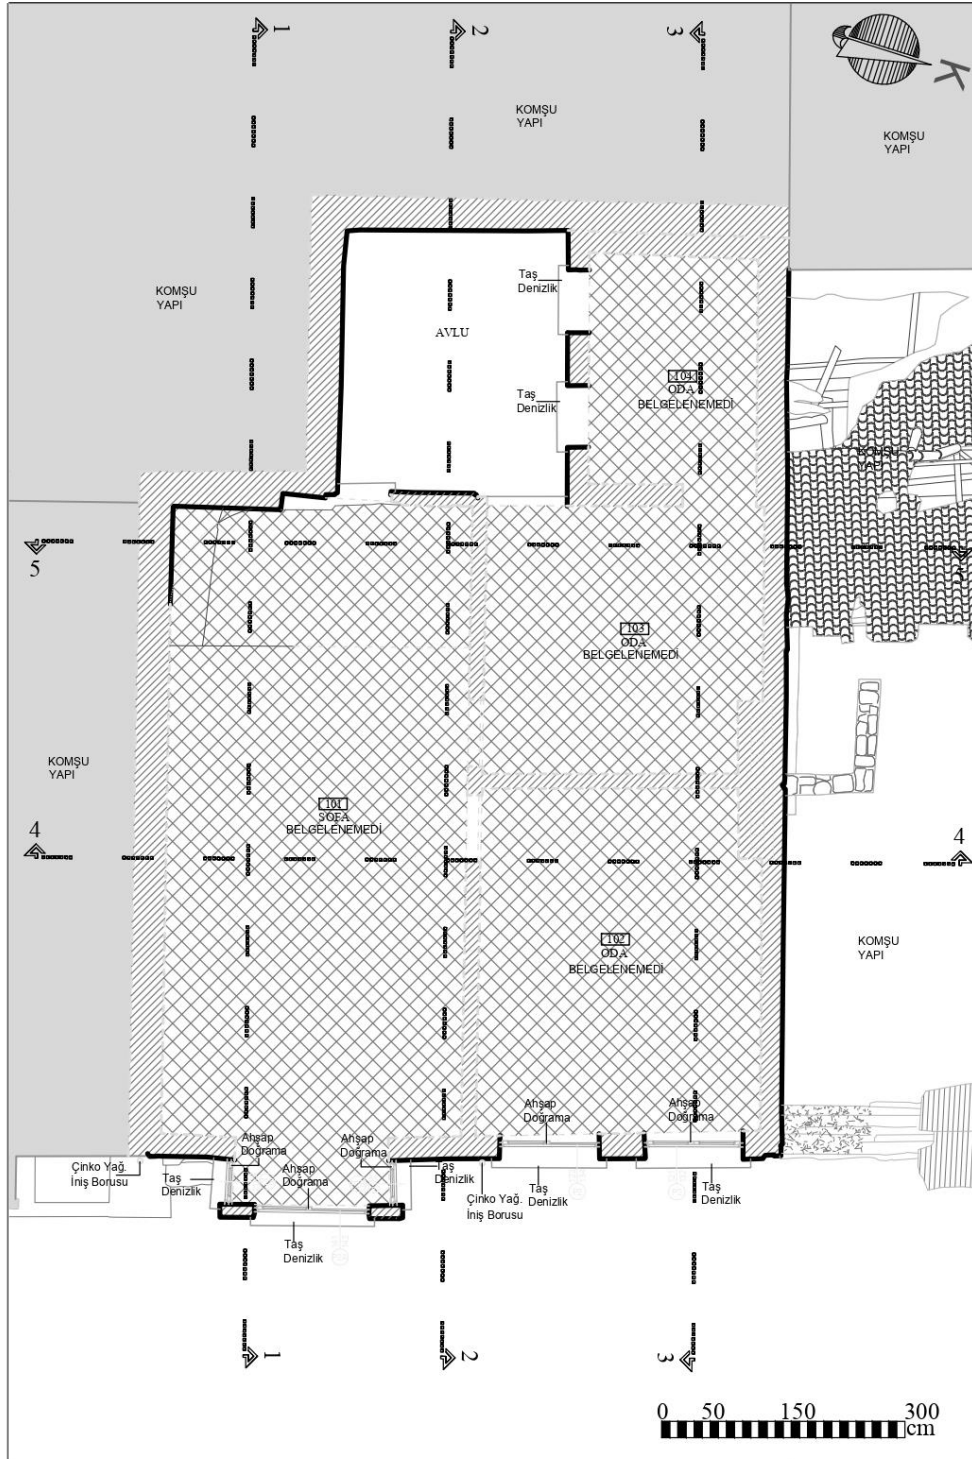 1
2
3
K
KOMŞU
YAPI
KOMŞU
YAPI
KOMŞU
YAPI
Taş
Denizlik
AVLU
104
ODA
BELGELENEMEDİ
Taş
Denizlik
KOMŞU
YAPI
5
103
ODA
BELGELENEMEDİ
KOMŞU
YAPI
101
SOFA
BELGELENEMEDİ
4
4
102
ODA
BELGELENEMEDİ
KOMŞU
YAPI
Ahşap
Doğrama
Ahşap
Doğrama
Ahşap
Doğrama
Ahşap
Doğrama
Ahşap
Doğrama
Çinko Yağ.
İniş Borusu
Taş
Denizlik
Taş
Denizlik
Çinko Yağ.
İniş Borusu
Taş
Denizlik
Taş
Denizlik
Taş
Denizlik
1
2
3
0 50 150 300
cm